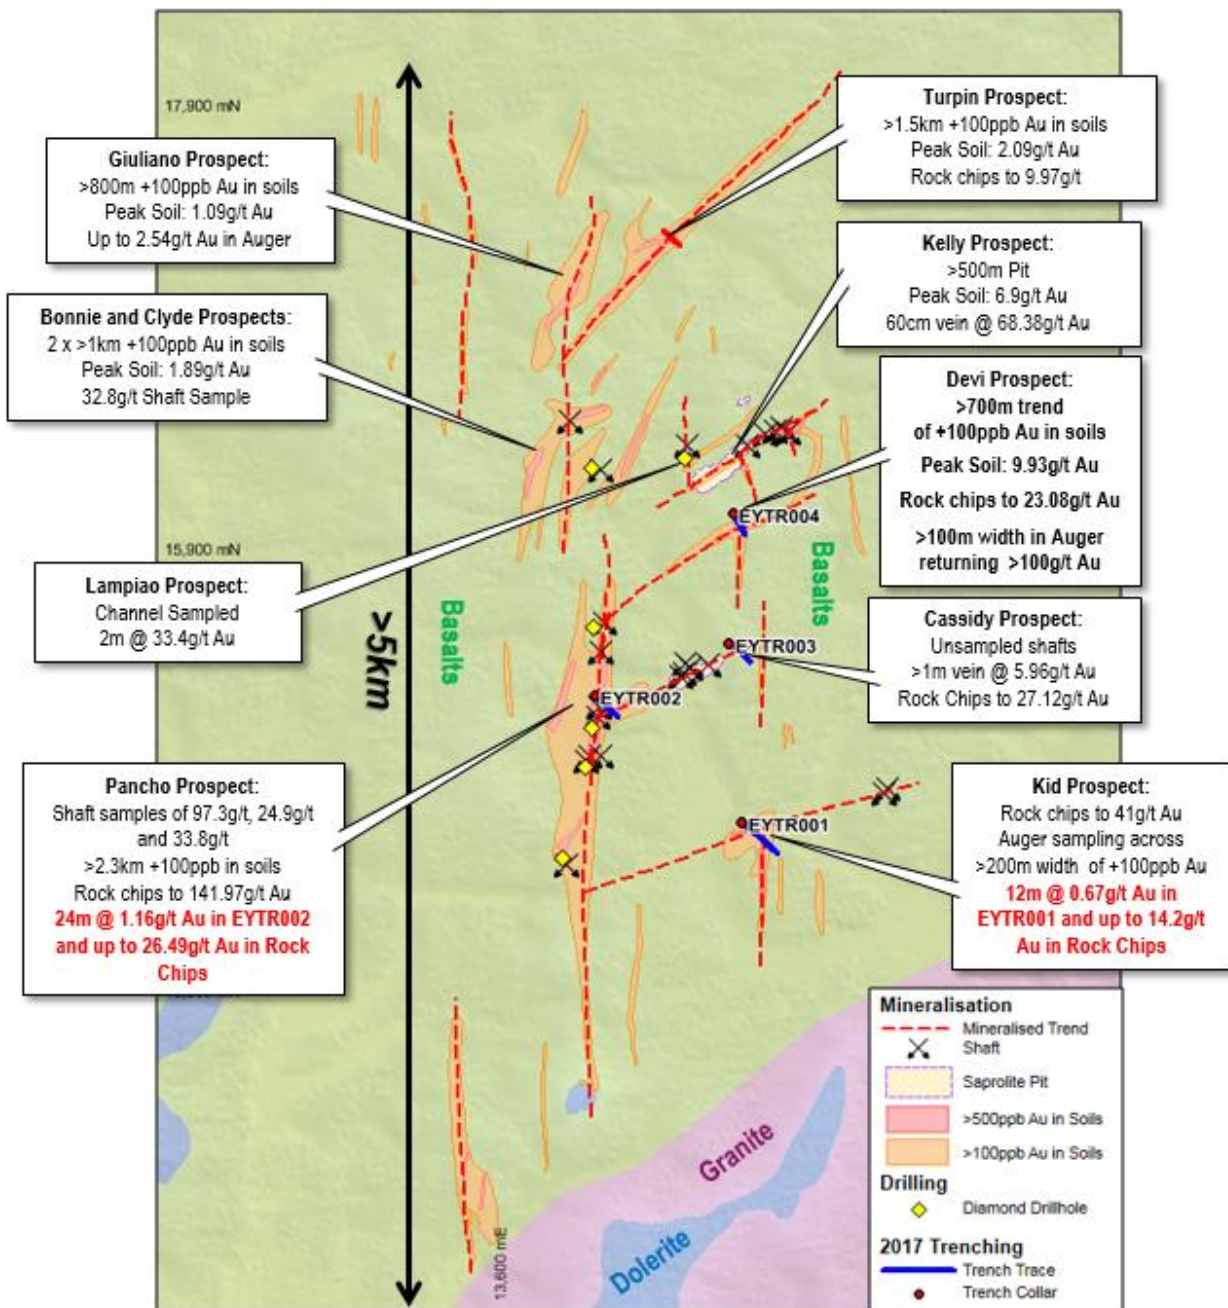 17,900 mN
Turpin Prospect:
>1.5km +100ppb Au in soils
Peak Soil: 2.09g/t Au
Rock chips to 9.97g/t
Giuliano Prospect:
>800m +100ppb Au in soils
Peak Soil: 1.09g/t Au
Up to 2.54g/t Au in Auger
Kelly Prospect:
>500m Pit
Peak Soil: 6.9g/t Au
60cm vein @ 68.38g/t Au
Bonnie and Clyde Prospects:
2 x >1km +100ppb Au in soils
Peak Soil: 1.89g/t Au
32.8g/t Shaft Sample
Devi Prospect:
>700m trend
of +100ppb Au in soils
Peak Soil: 9.93g/t Au
Rock chips to 23.08g/t Au
>100m width in Auger
returning >100g/t Au
EYTR004
15,900 mN
Lampiao Prospect:
Channel Sampled
2m @ 33.4g/t Au
Basalts
>5km
Basalts
Cassidy Prospect:
Unsampled shafts
>1m vein @ 5.96g/t Au
Rock Chips to 27.12g/t Au
EYTR003
EYTR002
Pancho Prospect:
Shaft samples of 97.3g/t, 24.9g/t
and 33.8g/t
>2.3km +100ppb in soils
Rock chips to 141.97g/t Au
24m @ 1.16g/t Au in EYTR002
and up to 26.49g/t Au in Rock
Chips
EYTR001
Kid Prospect:
Rock chips to 41g/t Au
Auger sampling across
>200m width of +100ppb Au
12m @ 0.67g/t Au in
EYTR001 and up to 14.2g/t
Au in Rock Chips
Granite
Dolerite
13,600 mE
Mineralisation
Mineralised Trend
Shaft
Saprolite Pit
>500ppb Au in Soils
>100ppb Au in Soils
Drilling
Diamond Drillhole
2017 Trenching
Trench Trace
Trench Collar